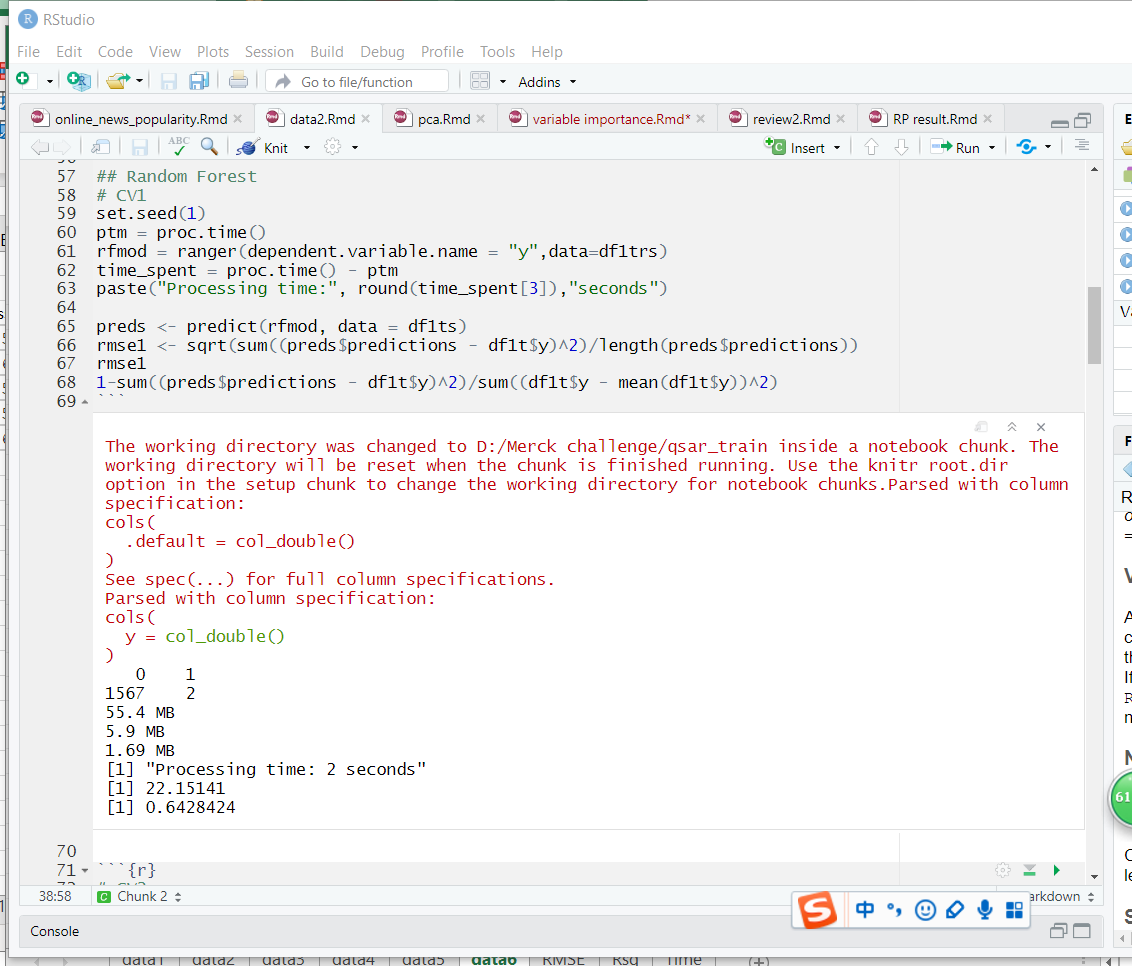 R RStudio
File Edit Code View Plots Session Build Debug Profile Tools Help
Go to file/function Addins
online_news_popularity.Rmd data2.Rmd pca.Rmd variable importance.Rmd* review2.Rmd RP result.Rmd
ABC Knit Insert Run
57 ## Random Forest
58 # CV1
59 set.seed(1)
60 ptm = proc.time()
61 rfmod = ranger(dependent.variable.name = "y",data=df1trs)
62 time_spent = proc.time() - ptm
63 paste("Processing time:", round(time_spent[3]),"seconds")
64
65 preds <- predict(rfmod, data = df1ts)
66 rmse1 <- sqrt(sum((preds$predictions - df1t$y)^2)/length(preds$predictions))
67 rmse1
68 1-sum((preds$predictions - df1t$y)^2)/sum((df1t$y - mean(df1t$y))^2)
69 ```
The working directory was changed to D:/Merck challenge/qsar_train inside a notebook chunk. The
working directory will be reset when the chunk is finished running. Use the knitr root.dir
option in the setup chunk to change the working directory for notebook chunks.Parsed with column
specification:
cols(
.default = col_double()
)
See spec(...) for full column specifications.
Parsed with column specification:
cols(
y = col_double()
)
0 1
1567 2
55.4 MB
5.9 MB
1.69 MB
[1] "Processing time: 2 seconds"
[1] 22.15141
[1] 0.6428424
70
71 ```{r}
38:58 C Chunk 2
S 中
Console
61
data1 data2 data3 data4 data5 data6 RMSE Rsq Time